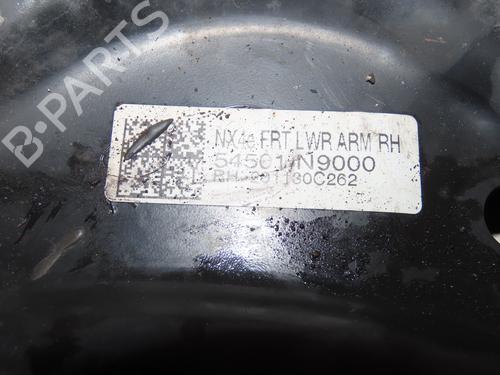 B-PARTS
NX4e FRT LWR ARM RH
54501/N9000